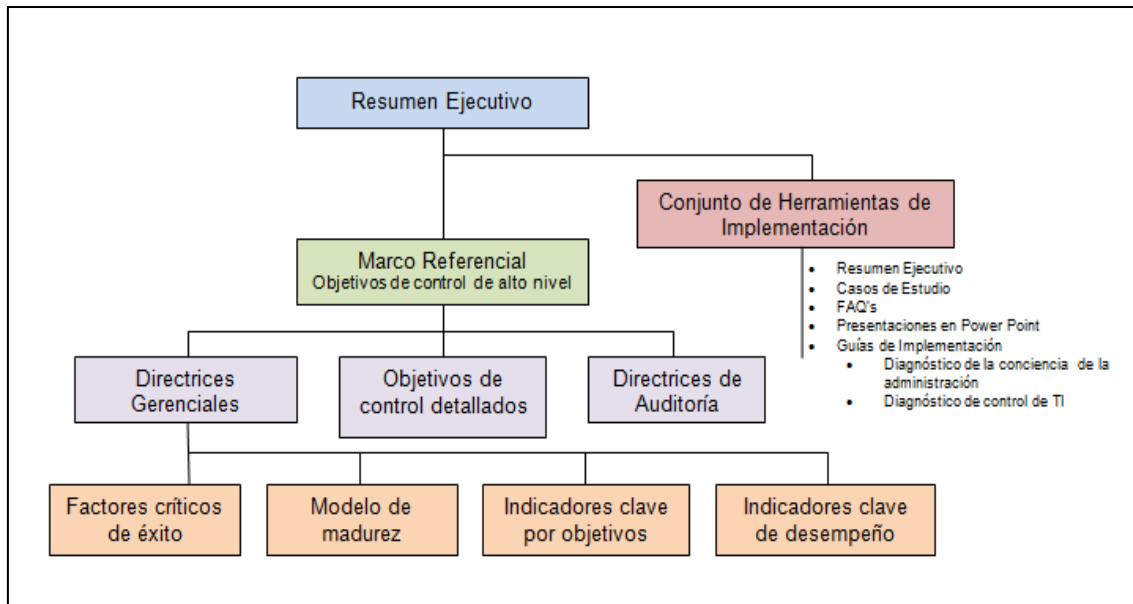 Resumen Ejecutivo
Conjunto de Herramientas de
Implementación
Marco Referencial
Objetivos de control de alto nivel
• Resumen Ejecutivo
• Casos de Estudio
• FAQ's
• Presentaciones en Power Point
• Guías de Implementación
• Diagnóstico de la conciencia de la
administración
• Diagnóstico de control de TI
Directrices
Gerenciales
Objetivos de
control detallados
Directrices de
Auditoría
Factores críticos
de éxito
Modelo de
madurez
Indicadores clave
por objetivos
Indicadores clave
de desempeño